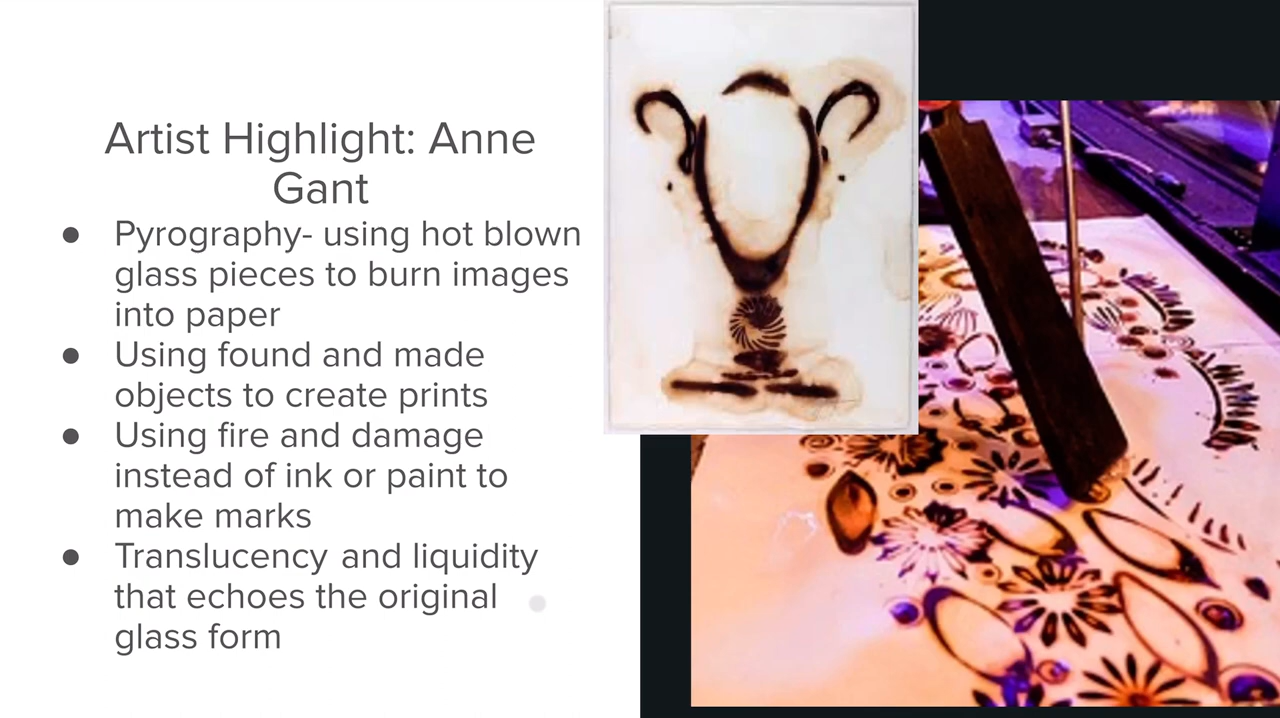 Artist Highlight: Anne
Gant
● Pyrography- using hot blown
glass pieces to burn images
into paper
● Using found and made
objects to create prints
● Using fire and damage
instead of ink or paint to
make marks
● Translucency and liquidity
that echoes the original
glass form